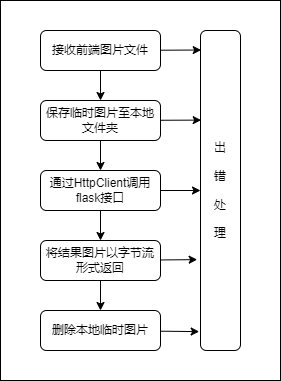 接收前端图片文件
保存临时图片至本地
文件夹
通过HttpClient调用
flask接口
将结果图片以字节流
形式返回
删除本地临时图片
出
错
处
理